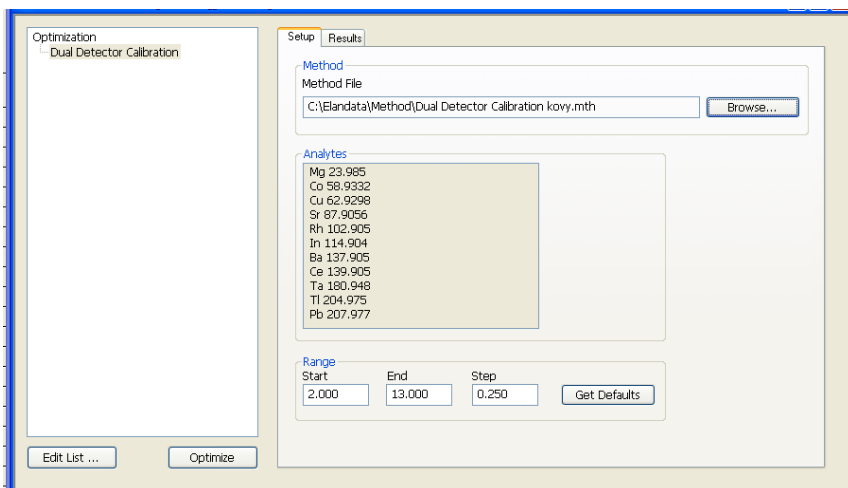 Optimization
Dual Detector Calibration
Edit List ...
Optimize
Setup
Results
Method
Method File
C:\Elandata\Method\Dual Detector Calibration kovy.mth
Browse...
Analytes
Mg 23.985
Co 58.9332
Cu 62.9298
Sr 87.9056
Rh 102.905
In 114.904
Ba 137.905
Ce 139.905
Ta 180.948
Tl 204.975
Pb 207.977
Range
Start End Step
2.000 13.000 0.250 Get Defaults